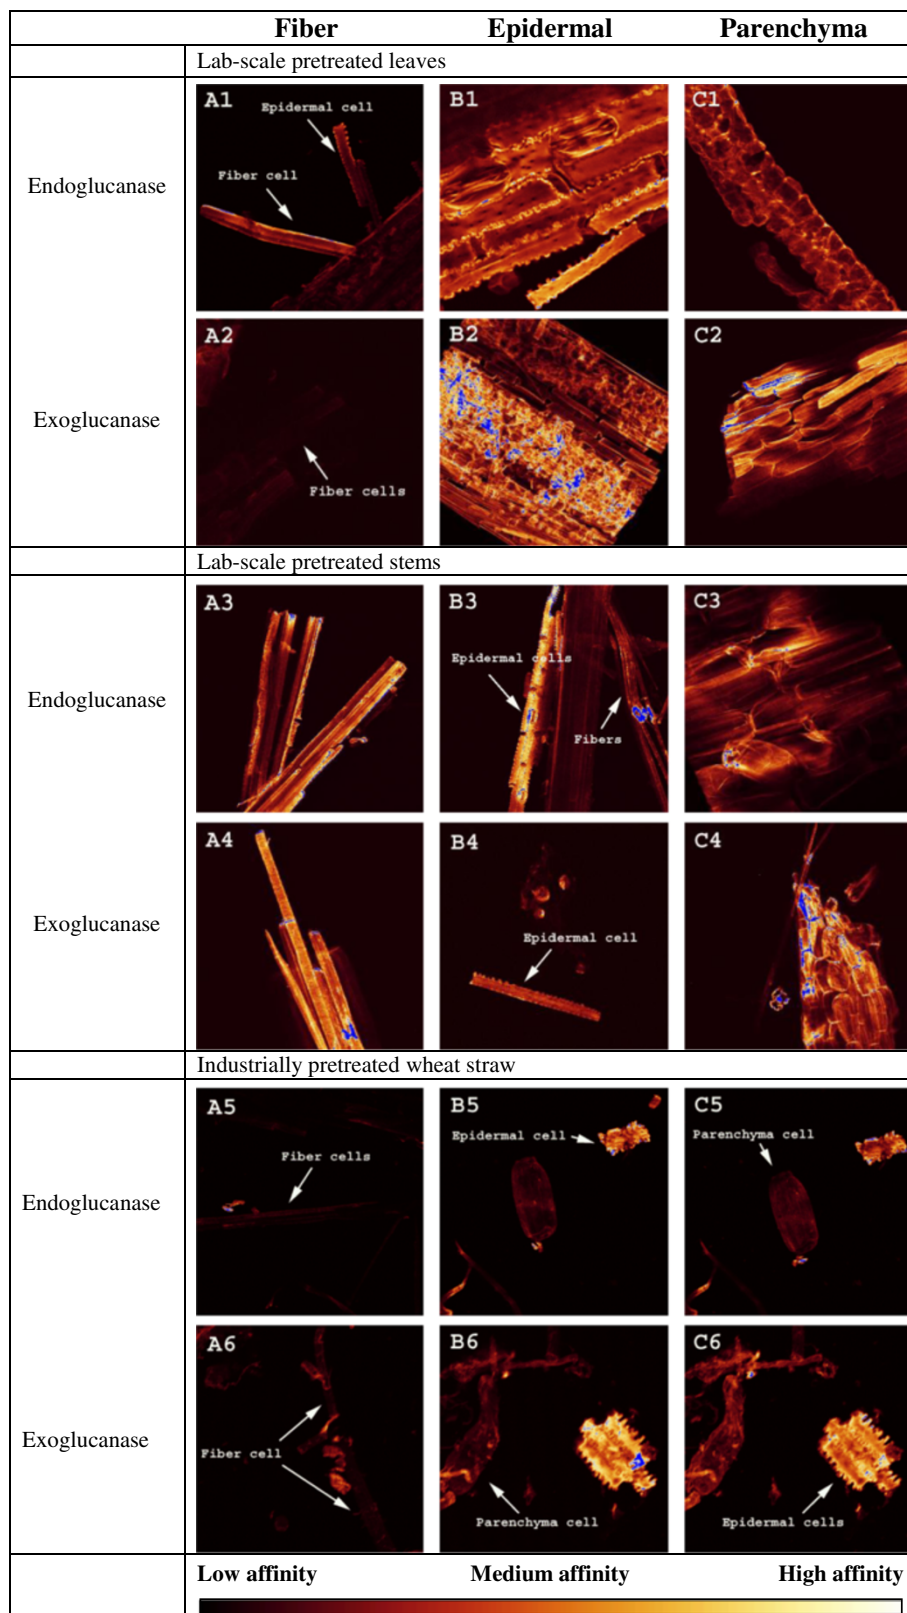 Fiber Epidermal Parenchyma
Lab-scale pretreated leaves
Endoglucanase
A1 Epidermal cell Fiber cell
B1
C1
Exoglucanase
A2 Fiber cells
B2
C2
Lab-scale pretreated stems
Endoglucanase
A3
B3 Epidermal cells Fibers
C3
Exoglucanase
A4
B4 Epidermal cell
C4
Industrially pretreated wheat straw
Endoglucanase
A5 Fiber cells
B5 Epidermal cell
C5 Parenchyma cell
Exoglucanase
A6 Fiber cell
B6 Parenchyma cell
C6 Epidermal cells
Low affinity Medium affinity High affinity